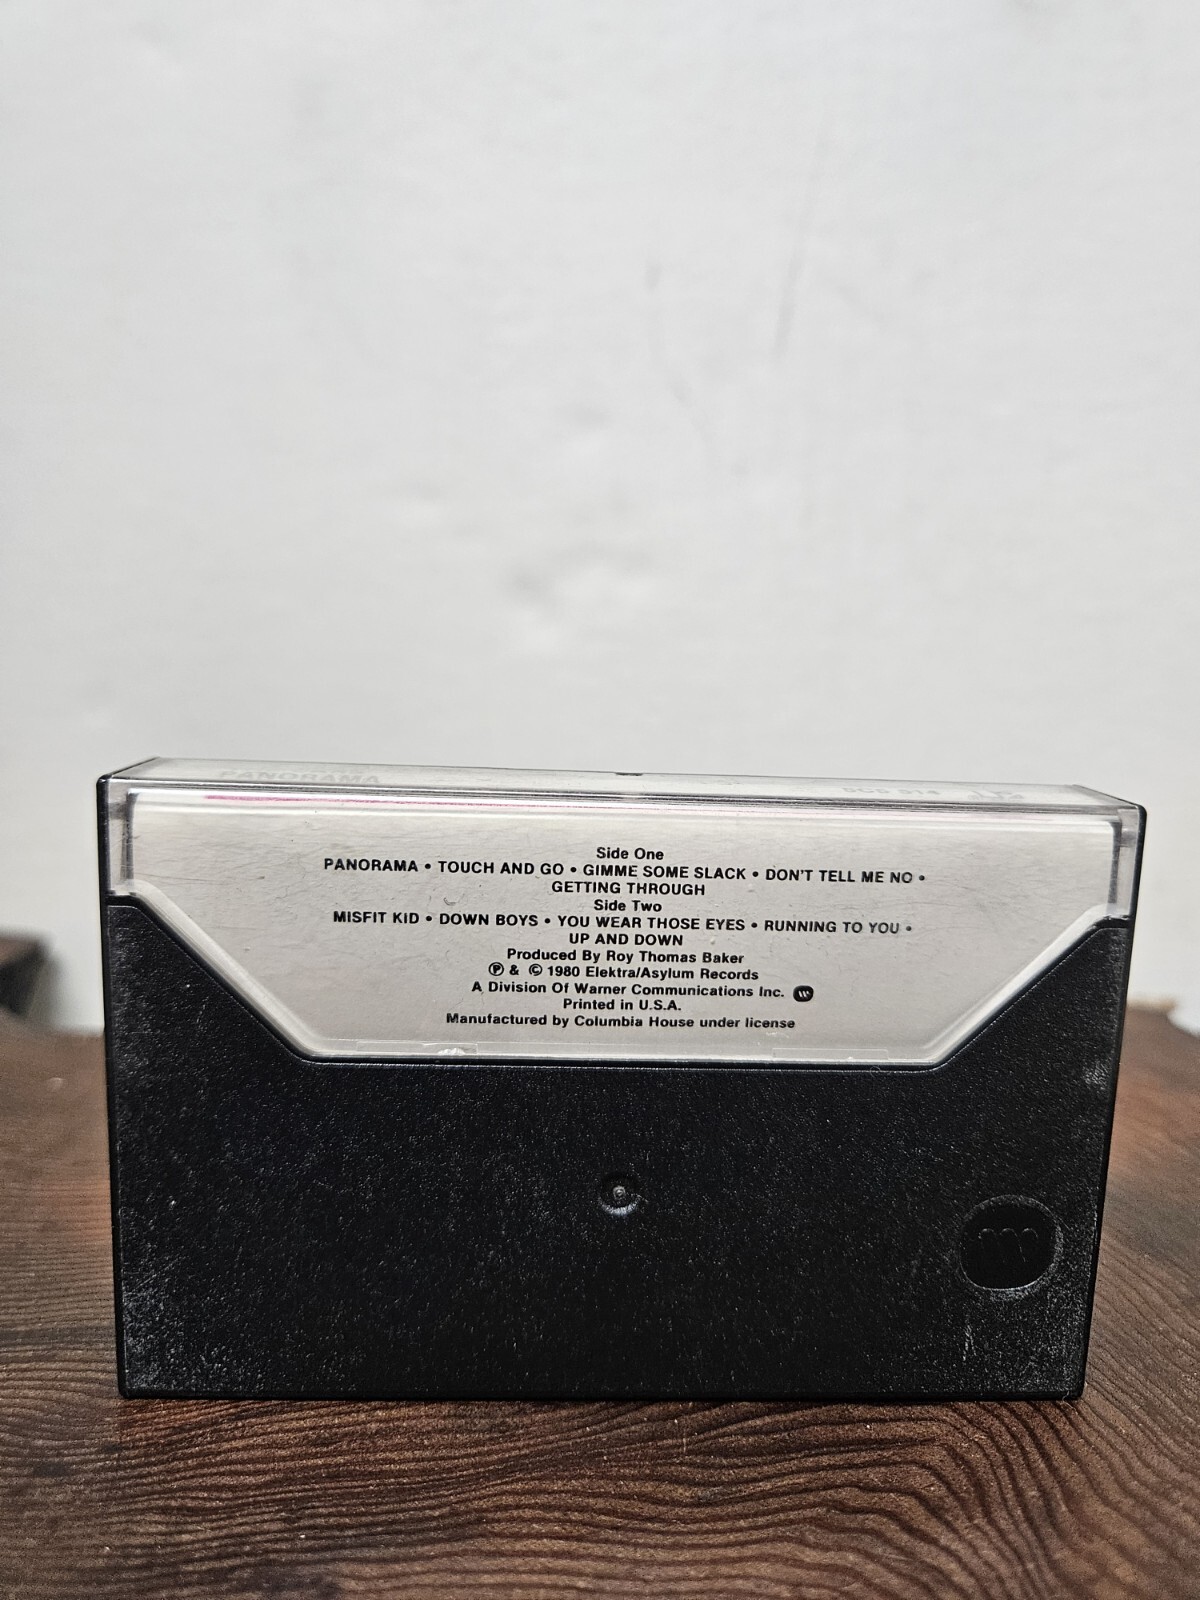 PANORAMA
Side One
PANORAMA • TOUCH AND GO • GIMME SOME SLACK • DON'T TELL ME NO •
GETTING THROUGH
Side Two
MISFIT KID • DOWN BOYS • YOU WEAR THOSE EYES • RUNNING TO YOU •
UP AND DOWN
Produced By Roy Thomas Baker
℗ & © 1980 Elektra/Asylum Records
A Division Of Warner Communications Inc.
Printed in U.S.A.
Manufactured by Columbia House under license